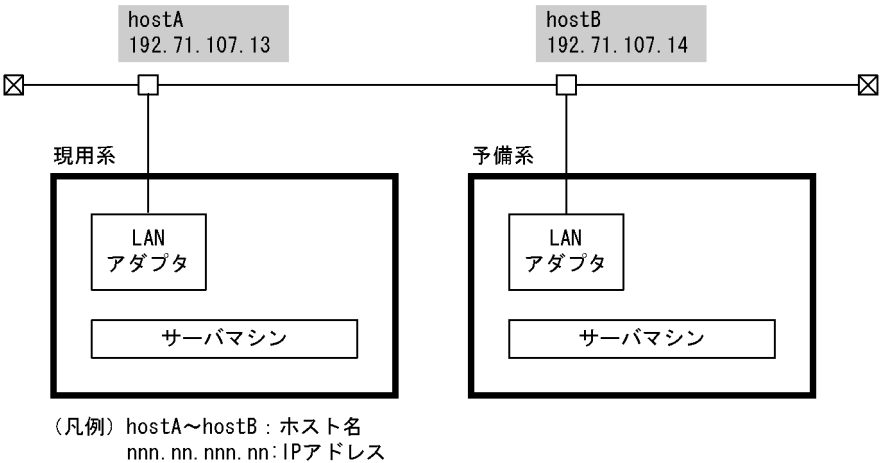 hostA
192.71.107.13
hostB
192.71.107.14
現用系
予備系
LAN
アダプタ
LAN
アダプタ
サーバマシン
サーバマシン
（凡例）hostA～hostB：ホスト名
nnn.nn.nnn.nn:IPアドレス